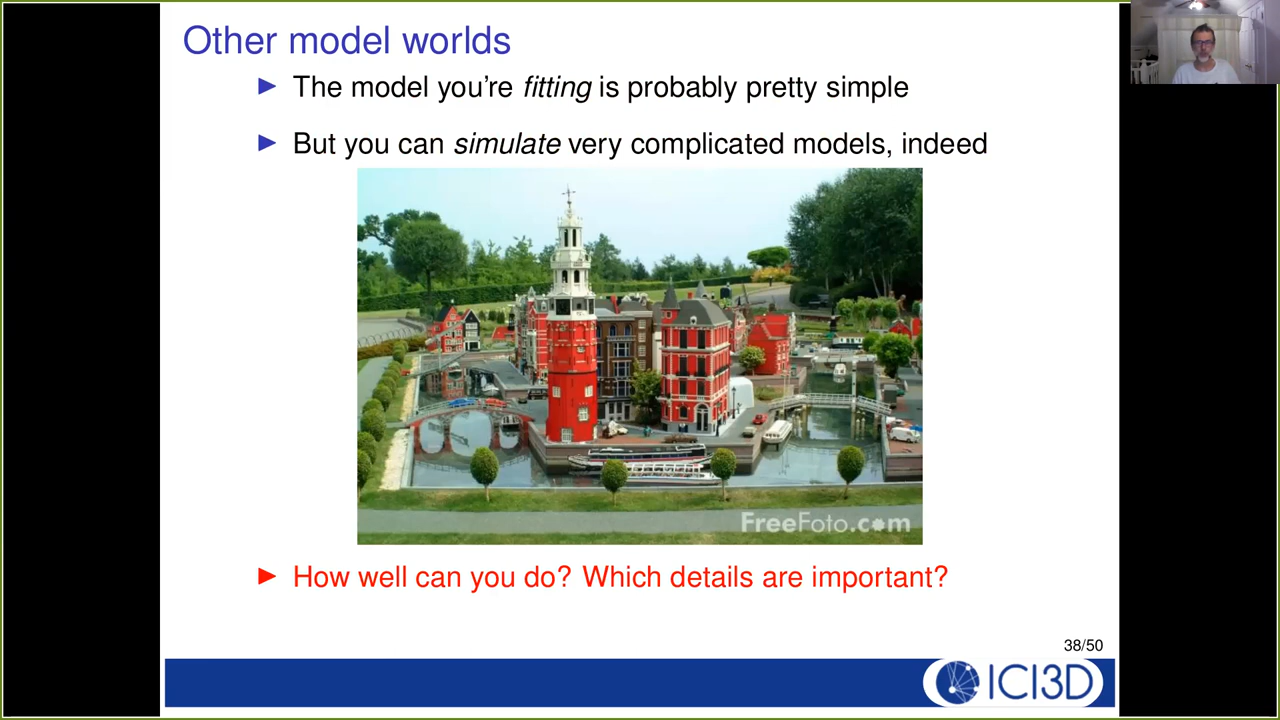 Other model worlds
▶ The model you're fitting is probably pretty simple
▶ But you can simulate very complicated models, indeed
FreeFoto.com
▶ How well can you do? Which details are important?
38/50
ICI3D